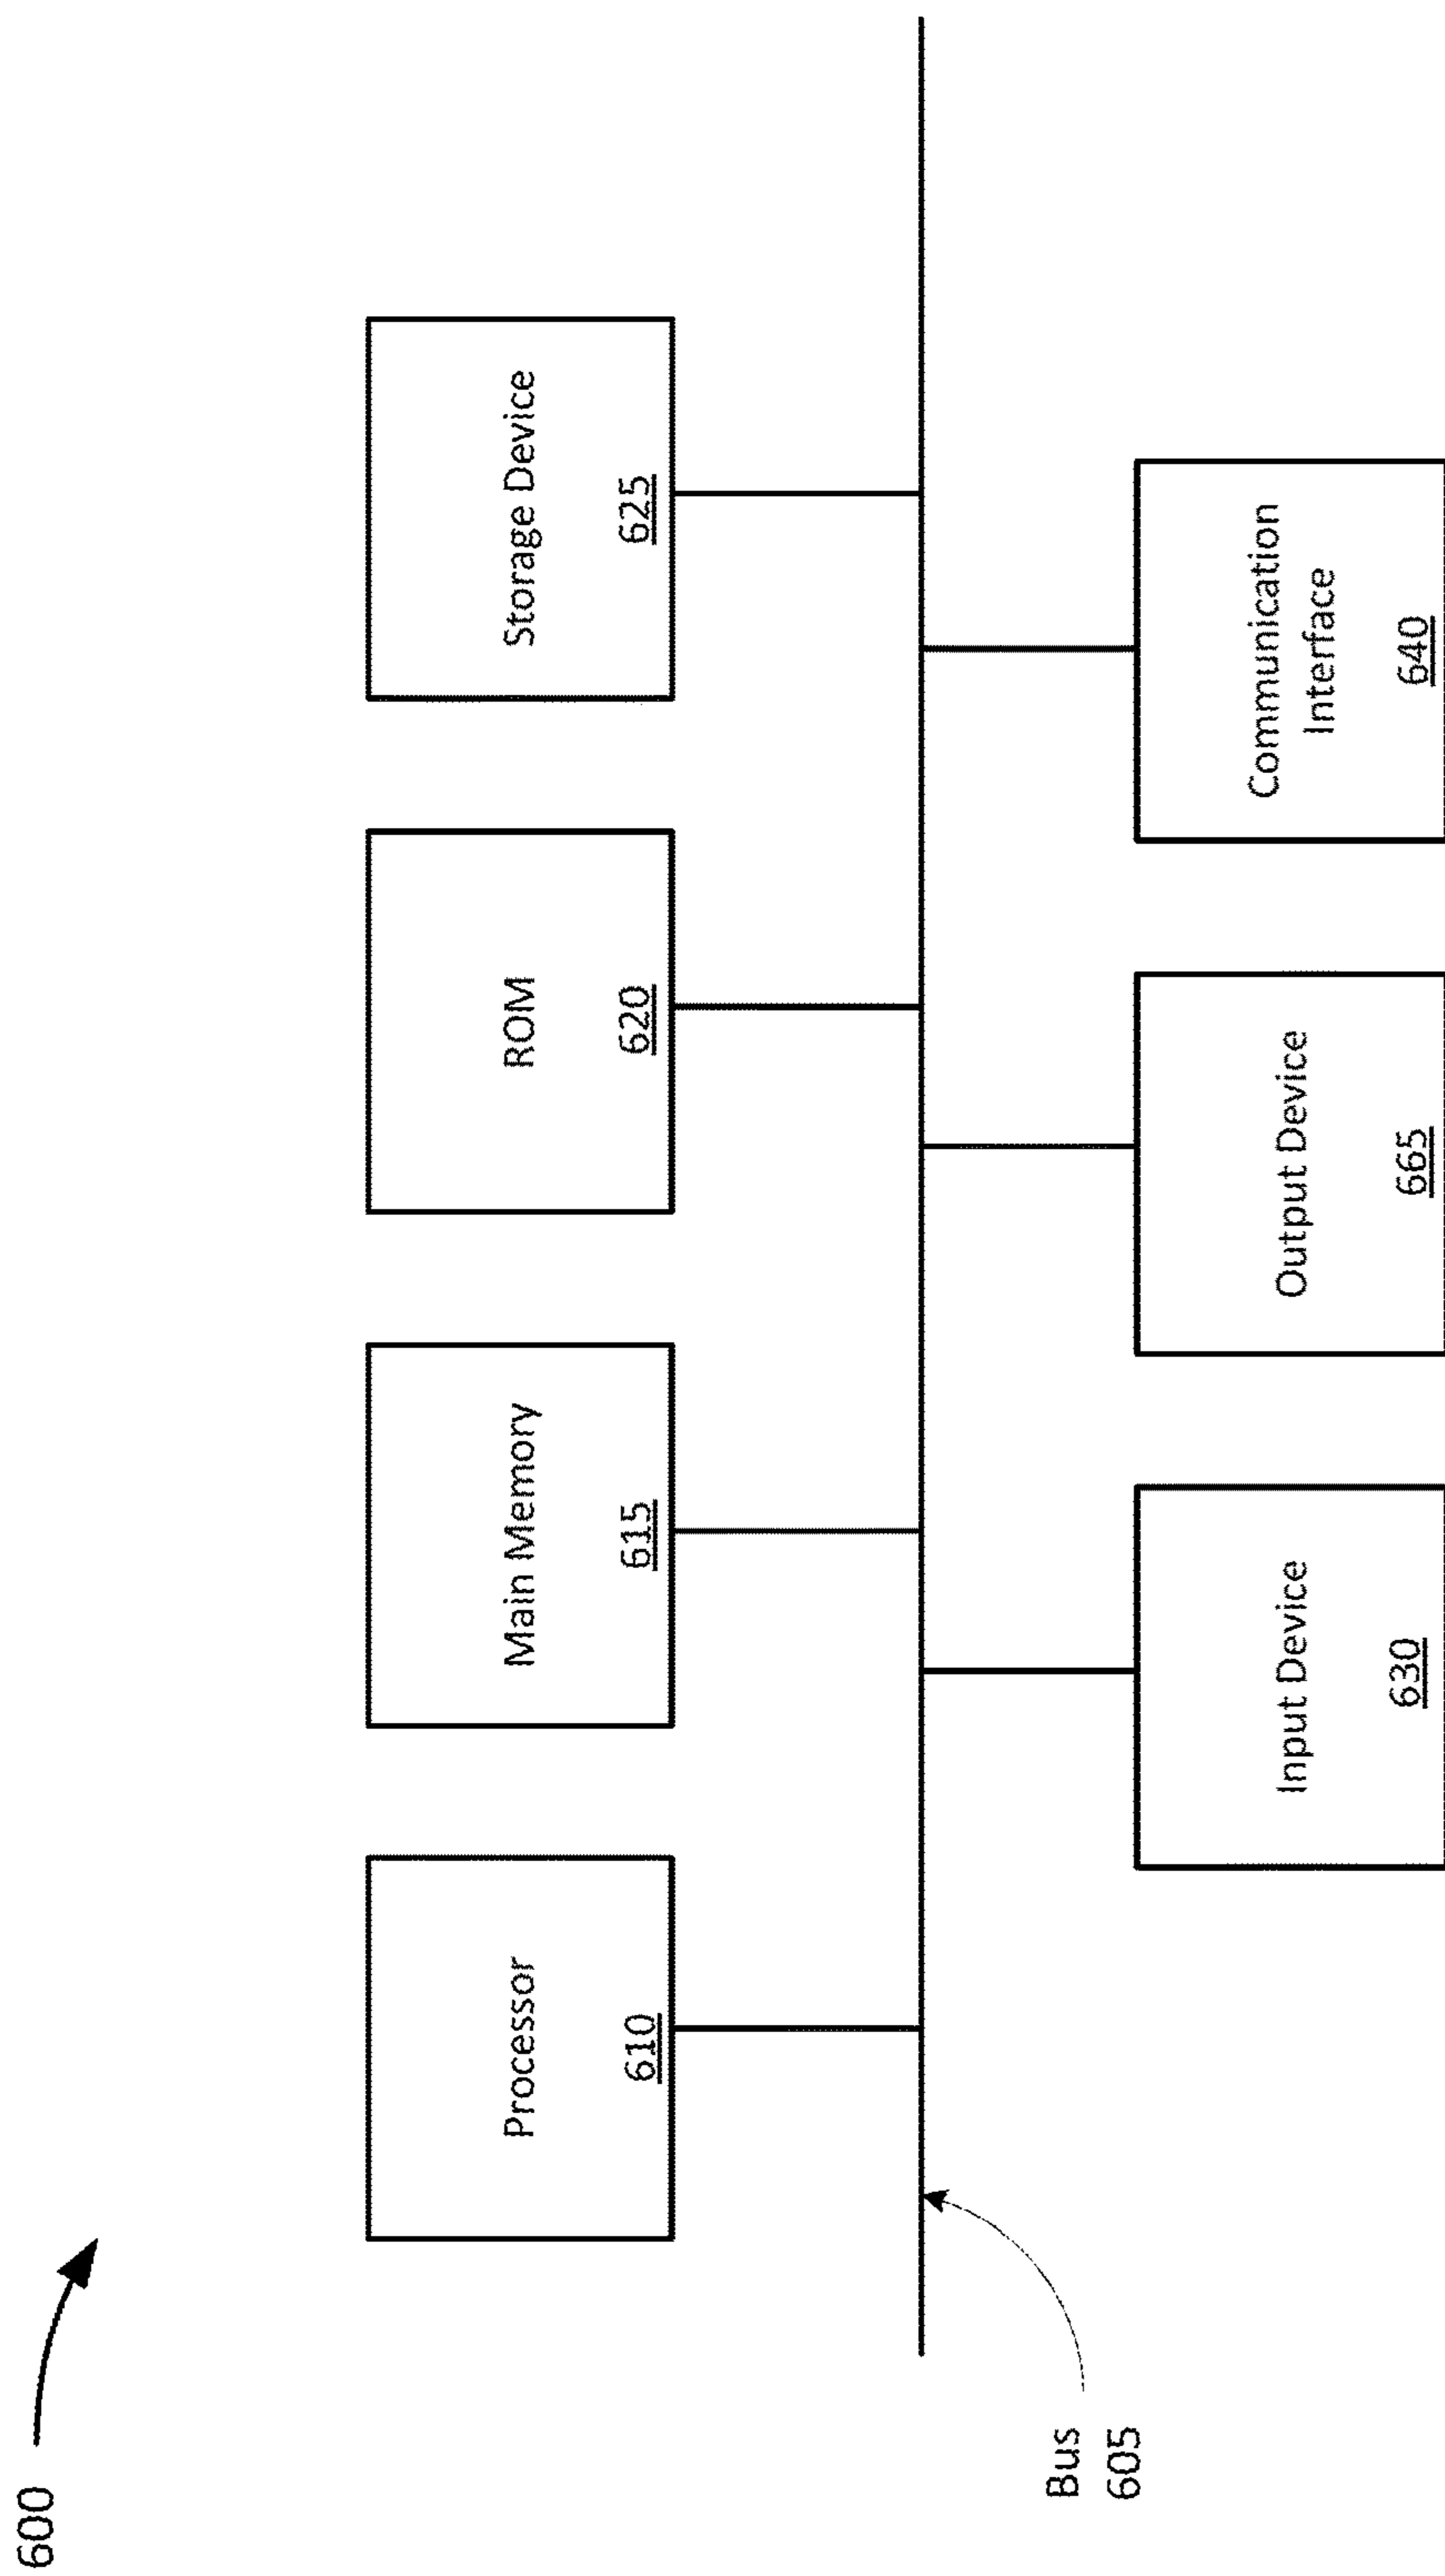 600
Processor
610
Main Memory
615
ROM
620
Storage Device
625
Bus
605
Input Device
630
Output Device
665
Communication
Interface
640